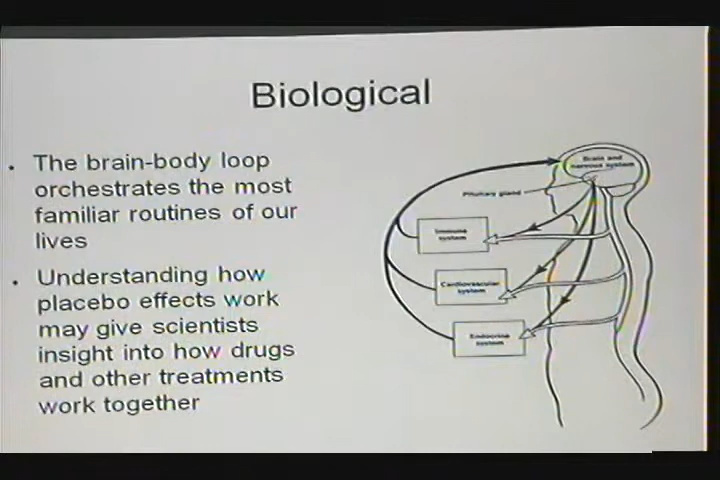 Biological
. The brain-body loop
orchestrates the most
familiar routines of our
lives
. Understanding how
placebo effects work
may give scientists
insight into how drugs
and other treatments
work together
Brain and
nervous system
Pituitary gland
Immune
system
Cardiovascular
system
Endocrine
system